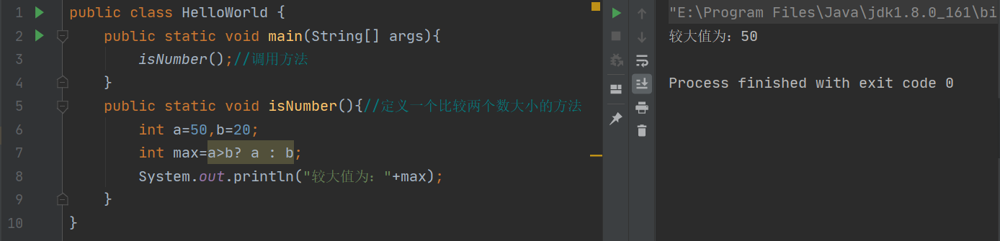 1 public class HelloWorld {
2 public static void main(String[] args){
3 isNumber();//调用方法
4 }
5 public static void isNumber(){//定义一个比较两个数大小的方法
6 int a=50,b=20;
7 int max=a>b? a : b;
8 System.out.println("较大值为："+max);
9 }
10 }
"E:\Program Files\Java\jdk1.8.0_161\bi
较大值为：50
Process finished with exit code 0